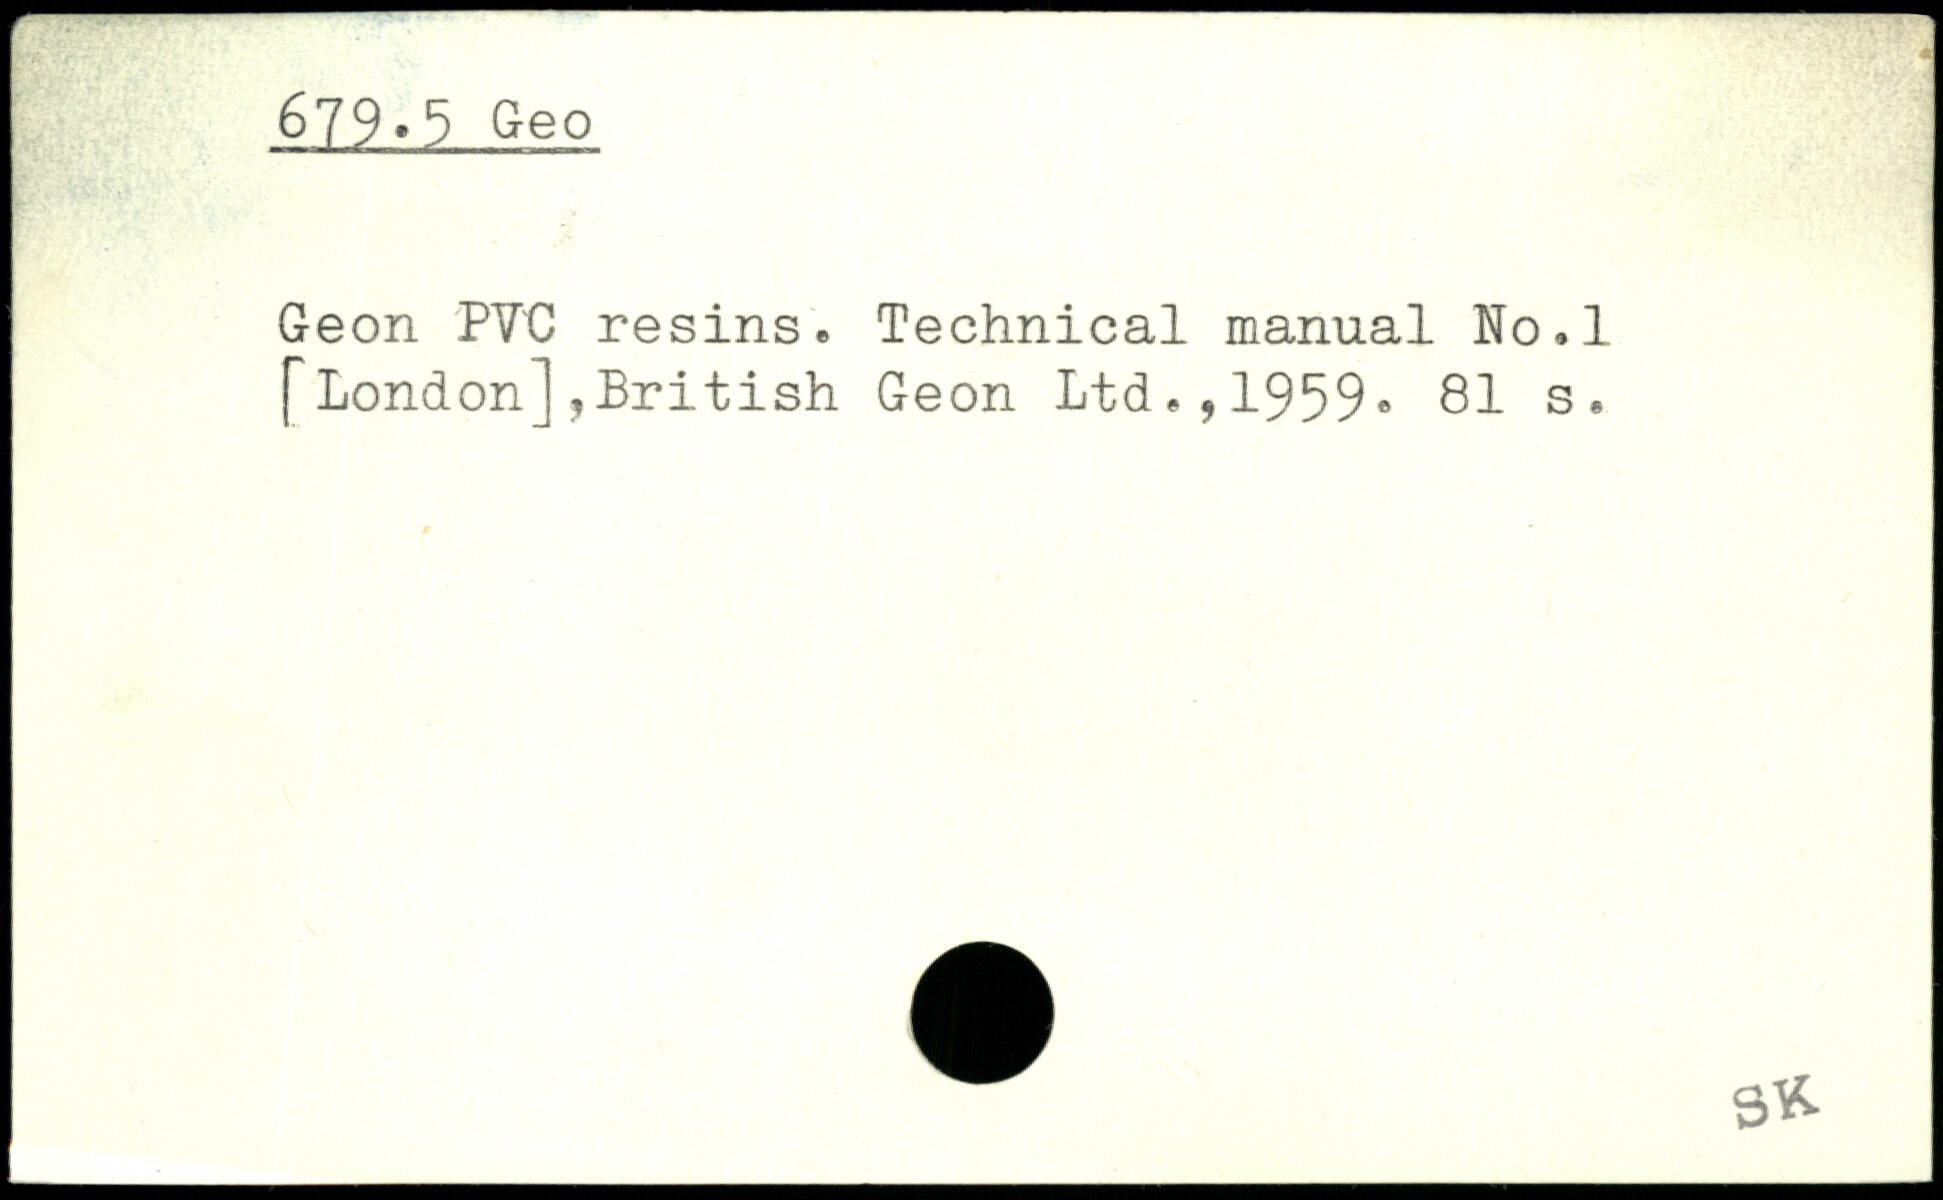 679.5 Geo
Geon PVC resins. Technical manual No.1
[London],British Geon Ltd.,1959. 81 s.
SK